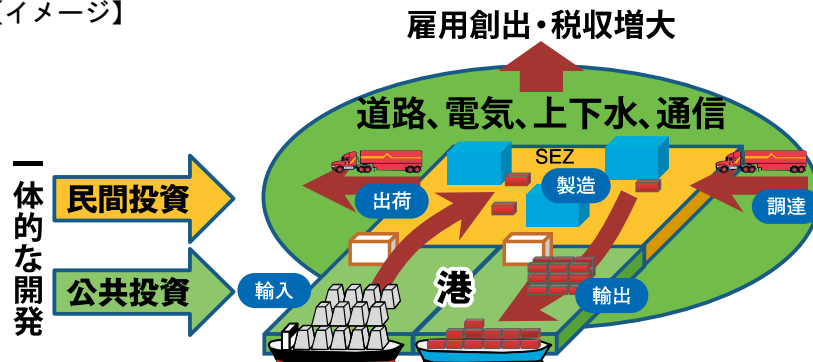 【イメージ】
雇用創出・税収増大
道路、電気、上下水、通信
SEZ
製造
出荷
調達
一体的な開発
民間投資
公共投資
輸入
港
輸出